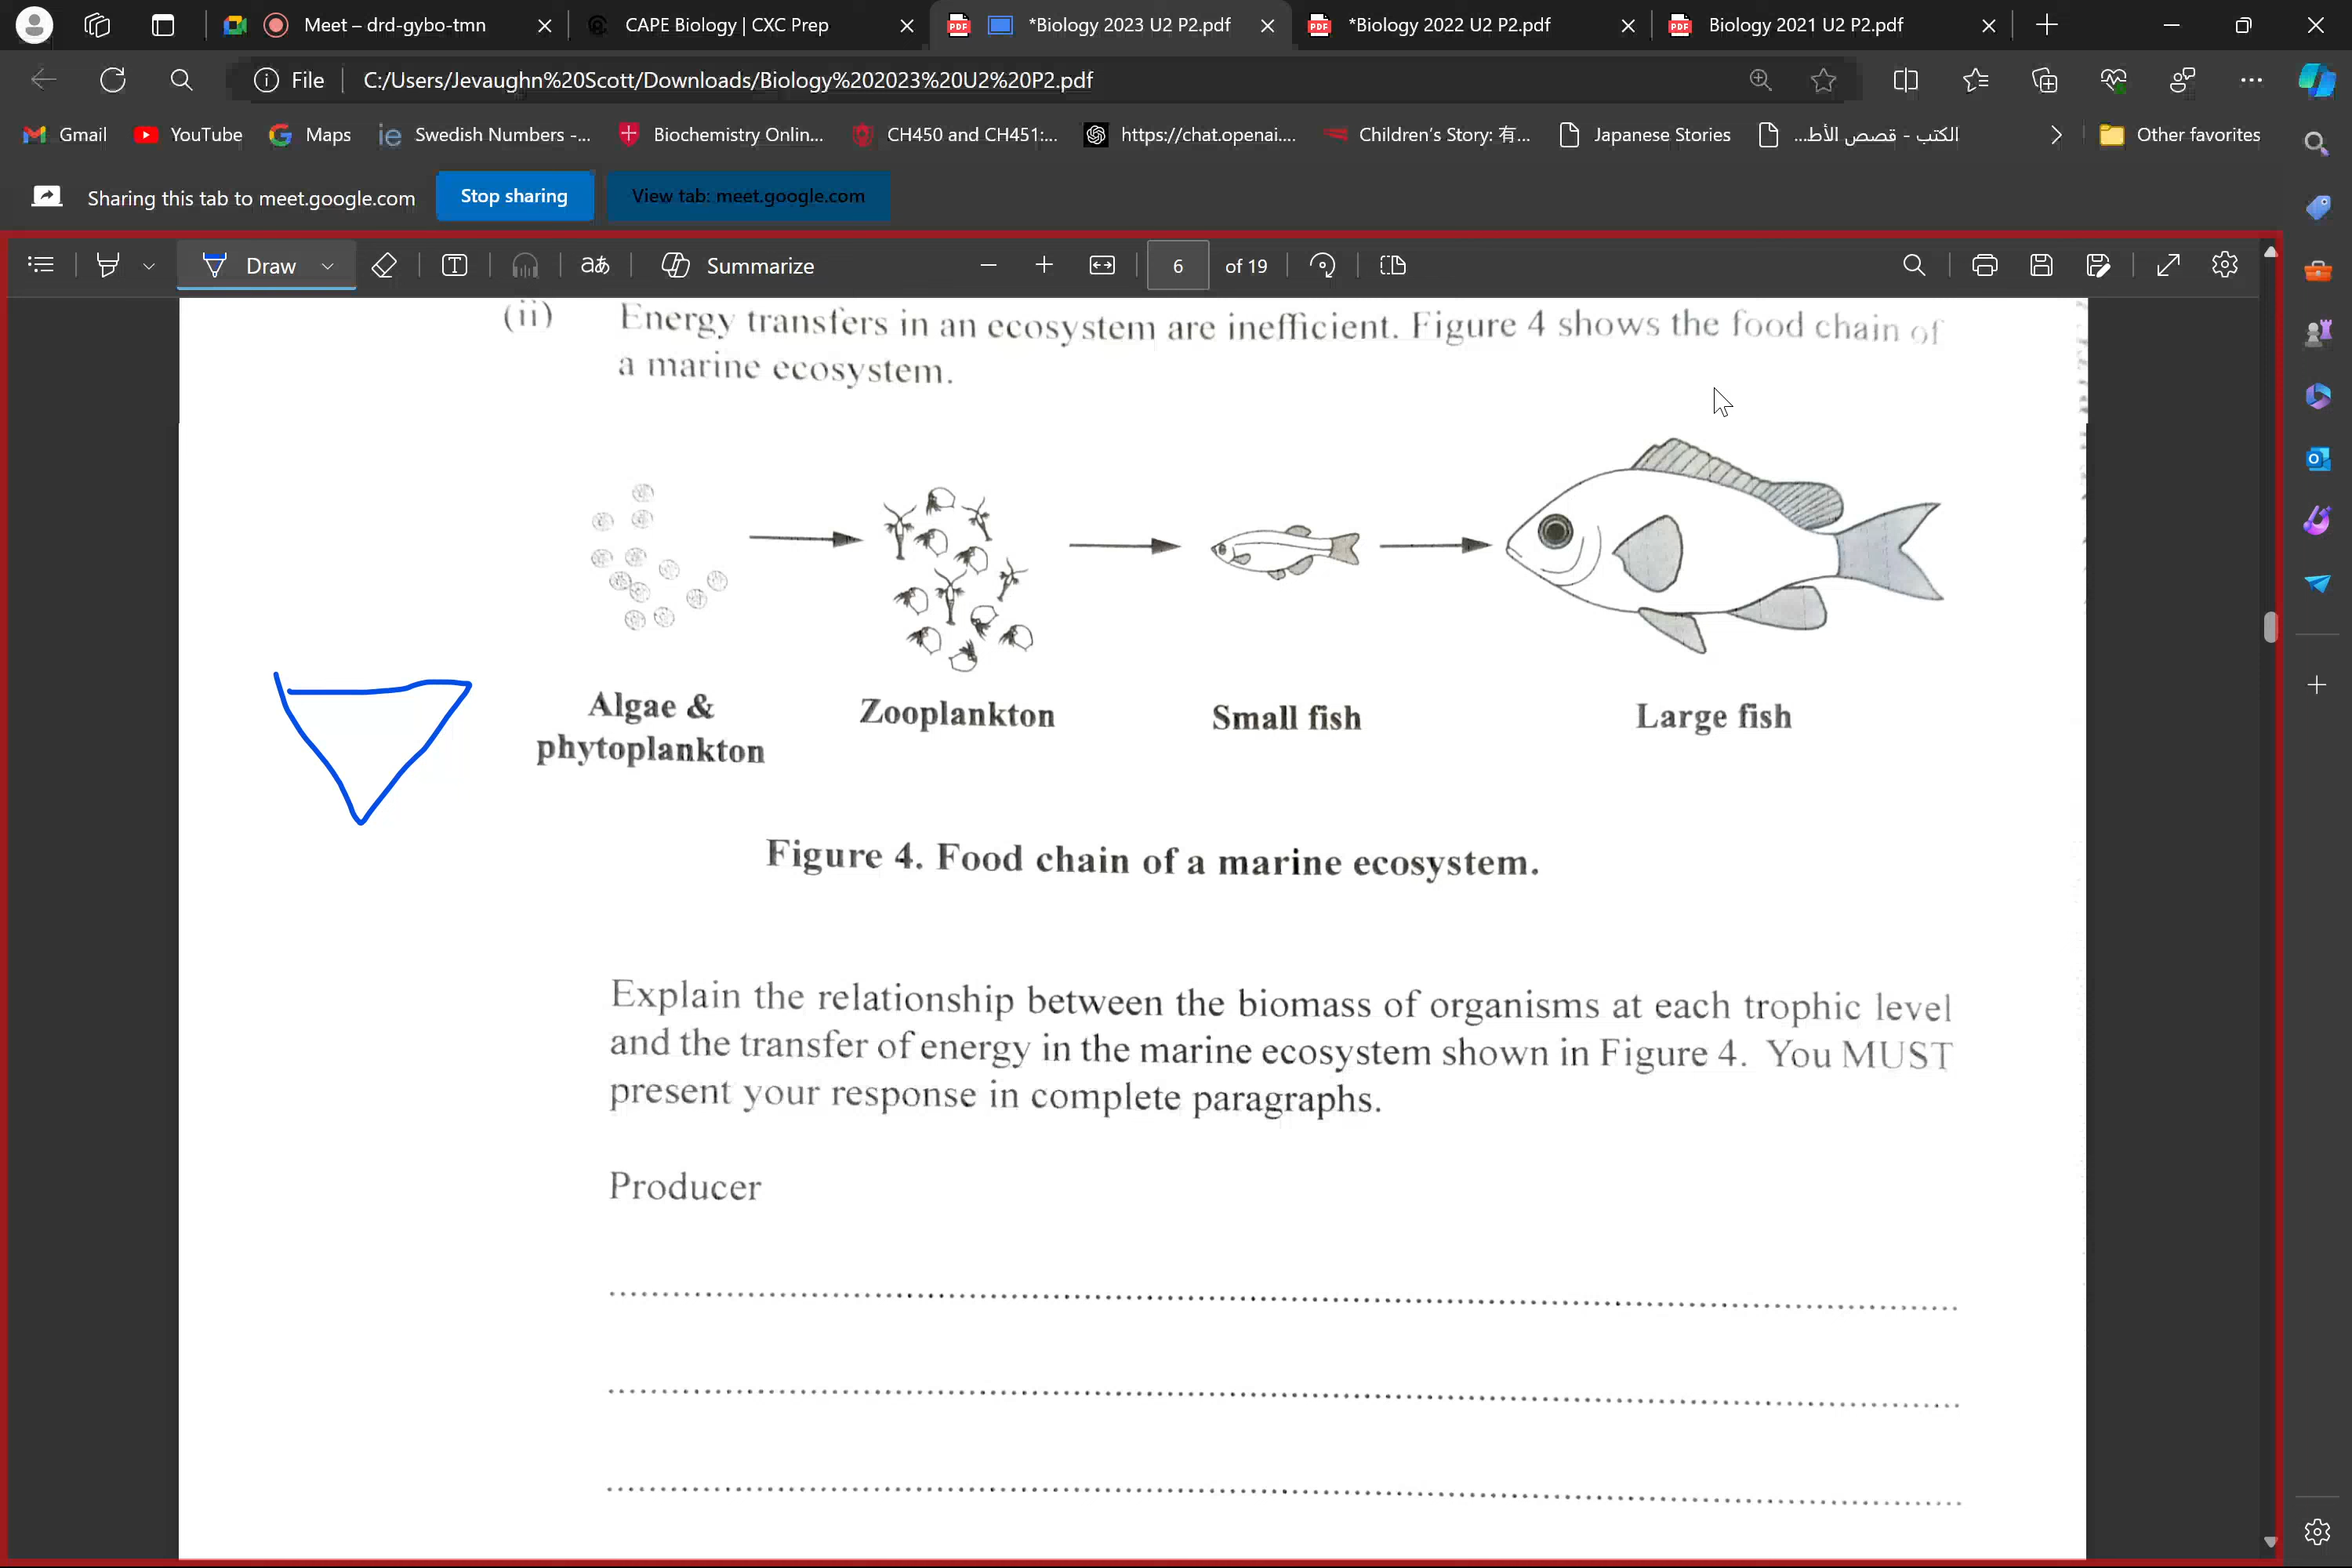 Meet – drd-gybo-tmn
CAPE Biology | CXC Prep
*Biology 2023 U2 P2.pdf
*Biology 2022 U2 P2.pdf
Biology 2021 U2 P2.pdf
File
C:/Users/Jevaughn%20Scott/Downloads/Biology%202023%20U2%20P2.pdf
Gmail
YouTube
Maps
Swedish Numbers -...
Biochemistry Onlin...
CH450 and CH451:...
https://chat.openai....
Children's Story: 有...
Japanese Stories
الكتب - قصص الأط...
Other favorites
Sharing this tab to meet.google.com
Stop sharing
View tab: meet.google.com
Draw
aあ
Summarize
6
of 19
(ii) Energy transfers in an ecosystem are inefficient. Figure 4 shows the food chain of
a marine ecosystem.
Algae &
phytoplankton
Zooplankton
Small fish
Large fish
Figure 4. Food chain of a marine ecosystem.
Explain the relationship between the biomass of organisms at each trophic level
and the transfer of energy in the marine ecosystem shown in Figure 4. You MUST
present your response in complete paragraphs.
Producer